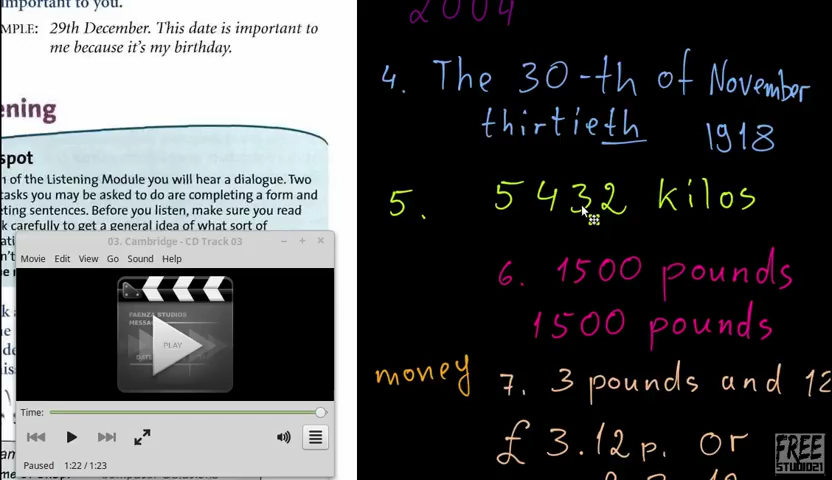 important to you.
MPLE: 29th December. This date is important to
me because it's my birthday.
ening
spot
n of the Listening Module you will hear a dialogue. Two
tasks you may be asked to do are completing a form and
eting sentences. Before you listen, make sure you read
k carefully to get a general idea of what sort of
03. Cambridge - CD Track 03
Movie Edit View Go Sound Help
FAENZA STUDIOS
PLAY
Time:
Paused 1:22 / 1:23
2004
4. The 30-th of November
thirtieth 1918
5. 5432 kilos
6. 1500 pounds
1500 pounds
money 7. 3 pounds and 12
£ 3.12p. or
FREE
STUDIO21